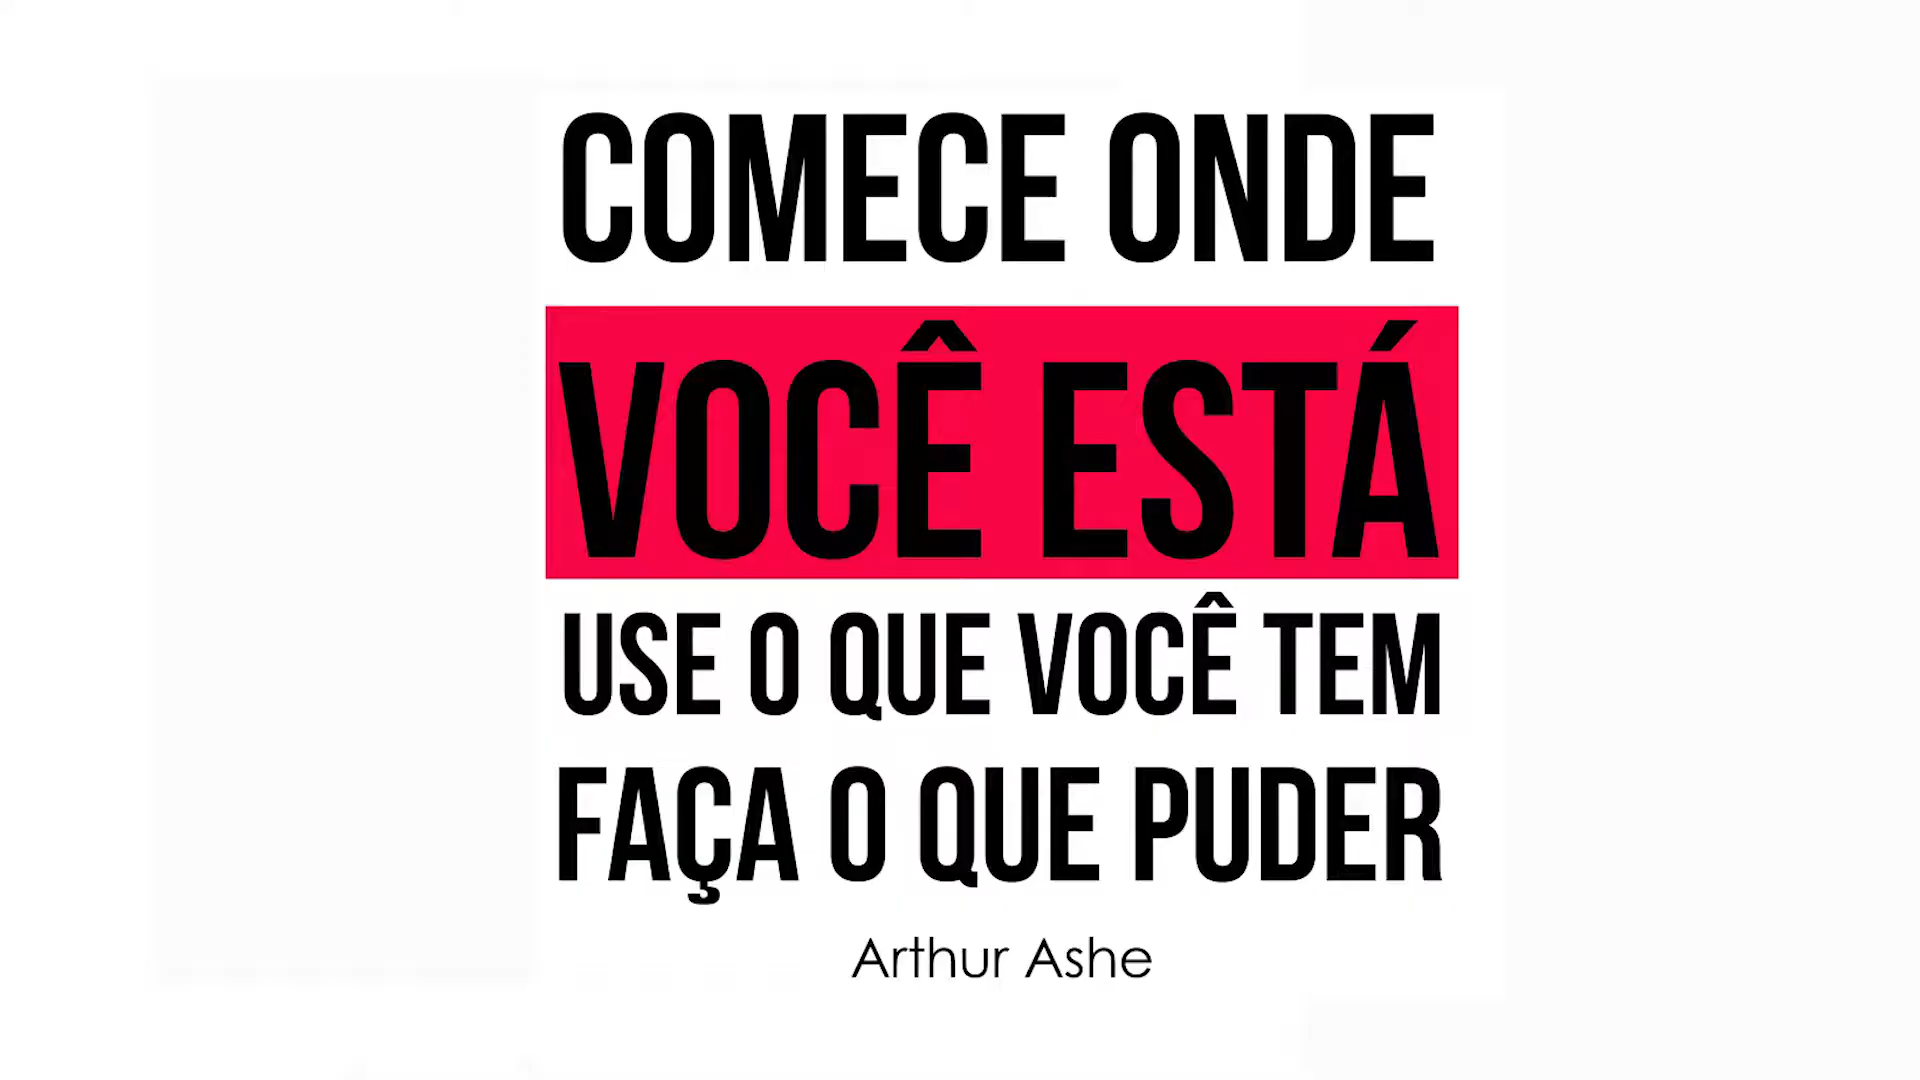 COMECE ONDE
VOCÊ ESTÁ
USE O QUE VOCÊ TEM
FAÇA O QUE PUDER
Arthur Ashe